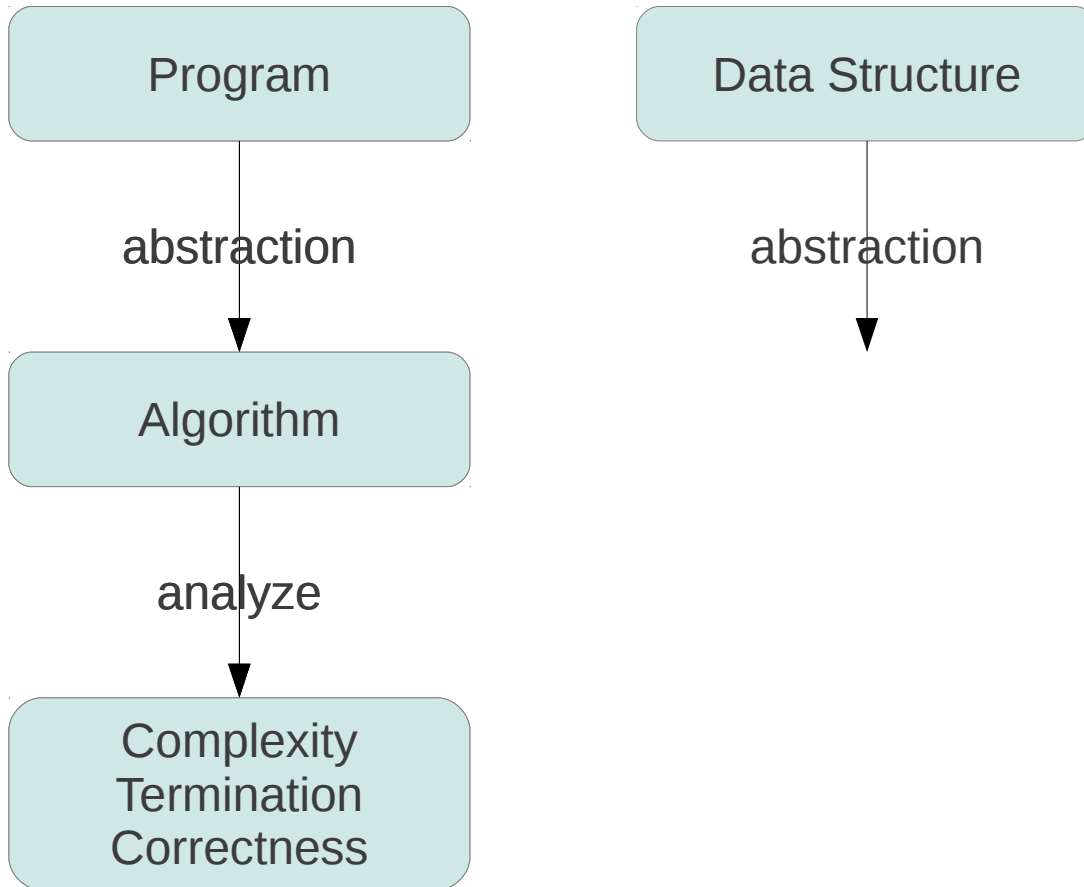 Program
Data Structure
abstraction
abstraction
Algorithm
analyze
Complexity
Termination
Correctness